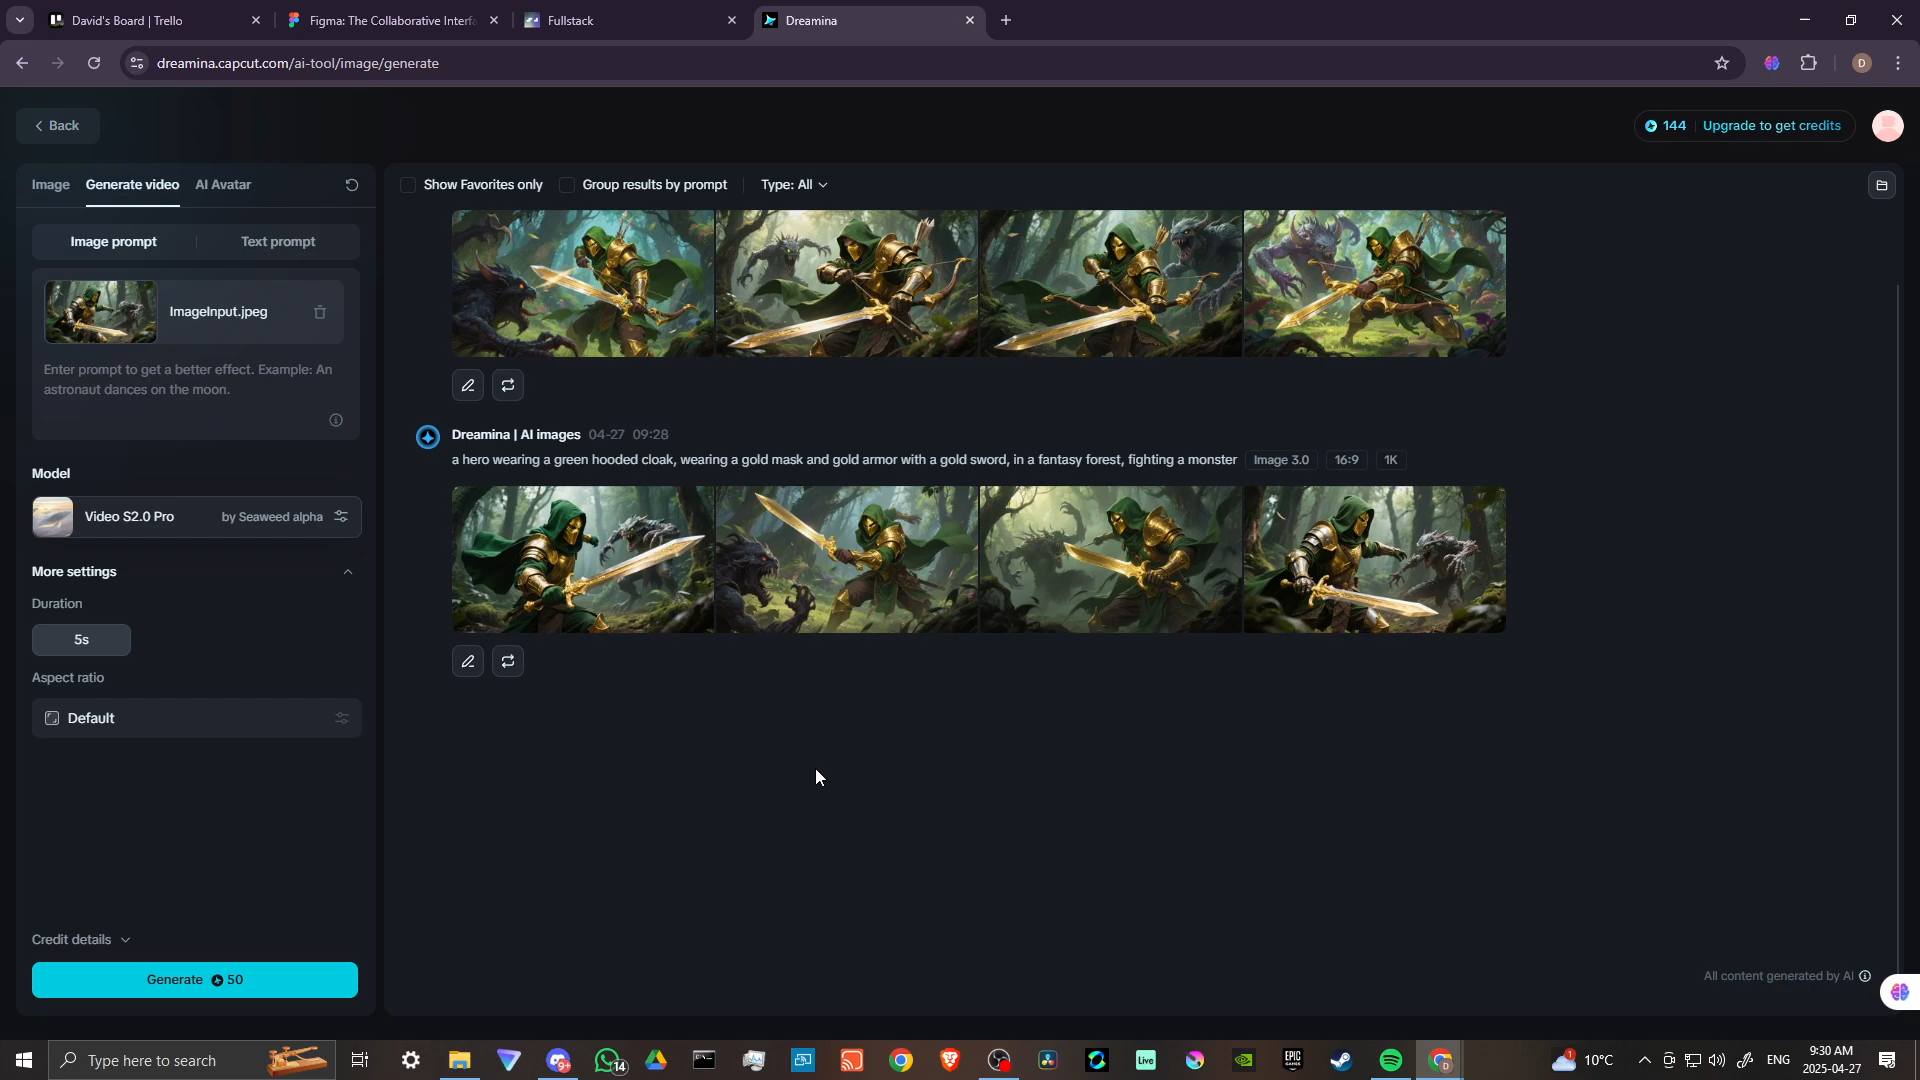 David's Board | Trello
Figma: The Collaborative Interfa
Fullstack
Dreamina
dreamina.capcut.com/ai-tool/image/generate
D
Back
144
Upgrade to get credits
Image
Generate video
AI Avatar
Show Favorites only
Group results by prompt
Type: All
Image prompt
Text prompt
ImageInput.jpeg
Enter prompt to get a better effect. Example: An
astronaut dances on the moon.
Dreamina | AI images 04-27 09:28
a hero wearing a green hooded cloak, wearing a gold mask and gold armor with a gold sword, in a fantasy forest, fighting a monster
Image 3.0
16:9
1K
Model
Video S2.0 Pro
by Seaweed alpha
More settings
Duration
5s
Aspect ratio
Default
Credit details
Generate 50
All content generated by AI
Type here to search
9+
14
Live
EPIC
GAMES
D
1
10°C
ENG
9:30 AM
2025-04-27